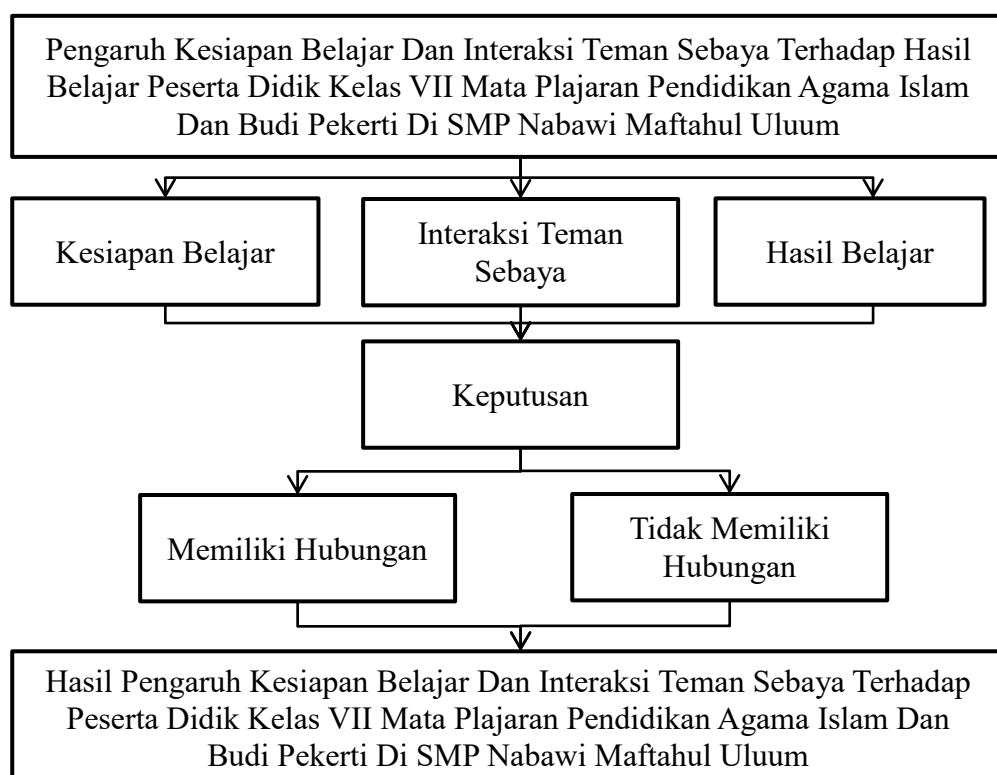 Pengaruh Kesiapan Belajar Dan Interaksi Teman Sebaya Terhadap Hasil
Belajar Peserta Didik Kelas VII Mata Plajaran Pendidikan Agama Islam
Dan Budi Pekerti Di SMP Nabawi Maftahul Uluum
Kesiapan Belajar
Interaksi Teman
Sebaya
Hasil Belajar
Keputusan
Memiliki Hubungan
Tidak Memiliki
Hubungan
Hasil Pengaruh Kesiapan Belajar Dan Interaksi Teman Sebaya Terhadap
Peserta Didik Kelas VII Mata Plajaran Pendidikan Agama Islam Dan
Budi Pekerti Di SMP Nabawi Maftahul Uluum